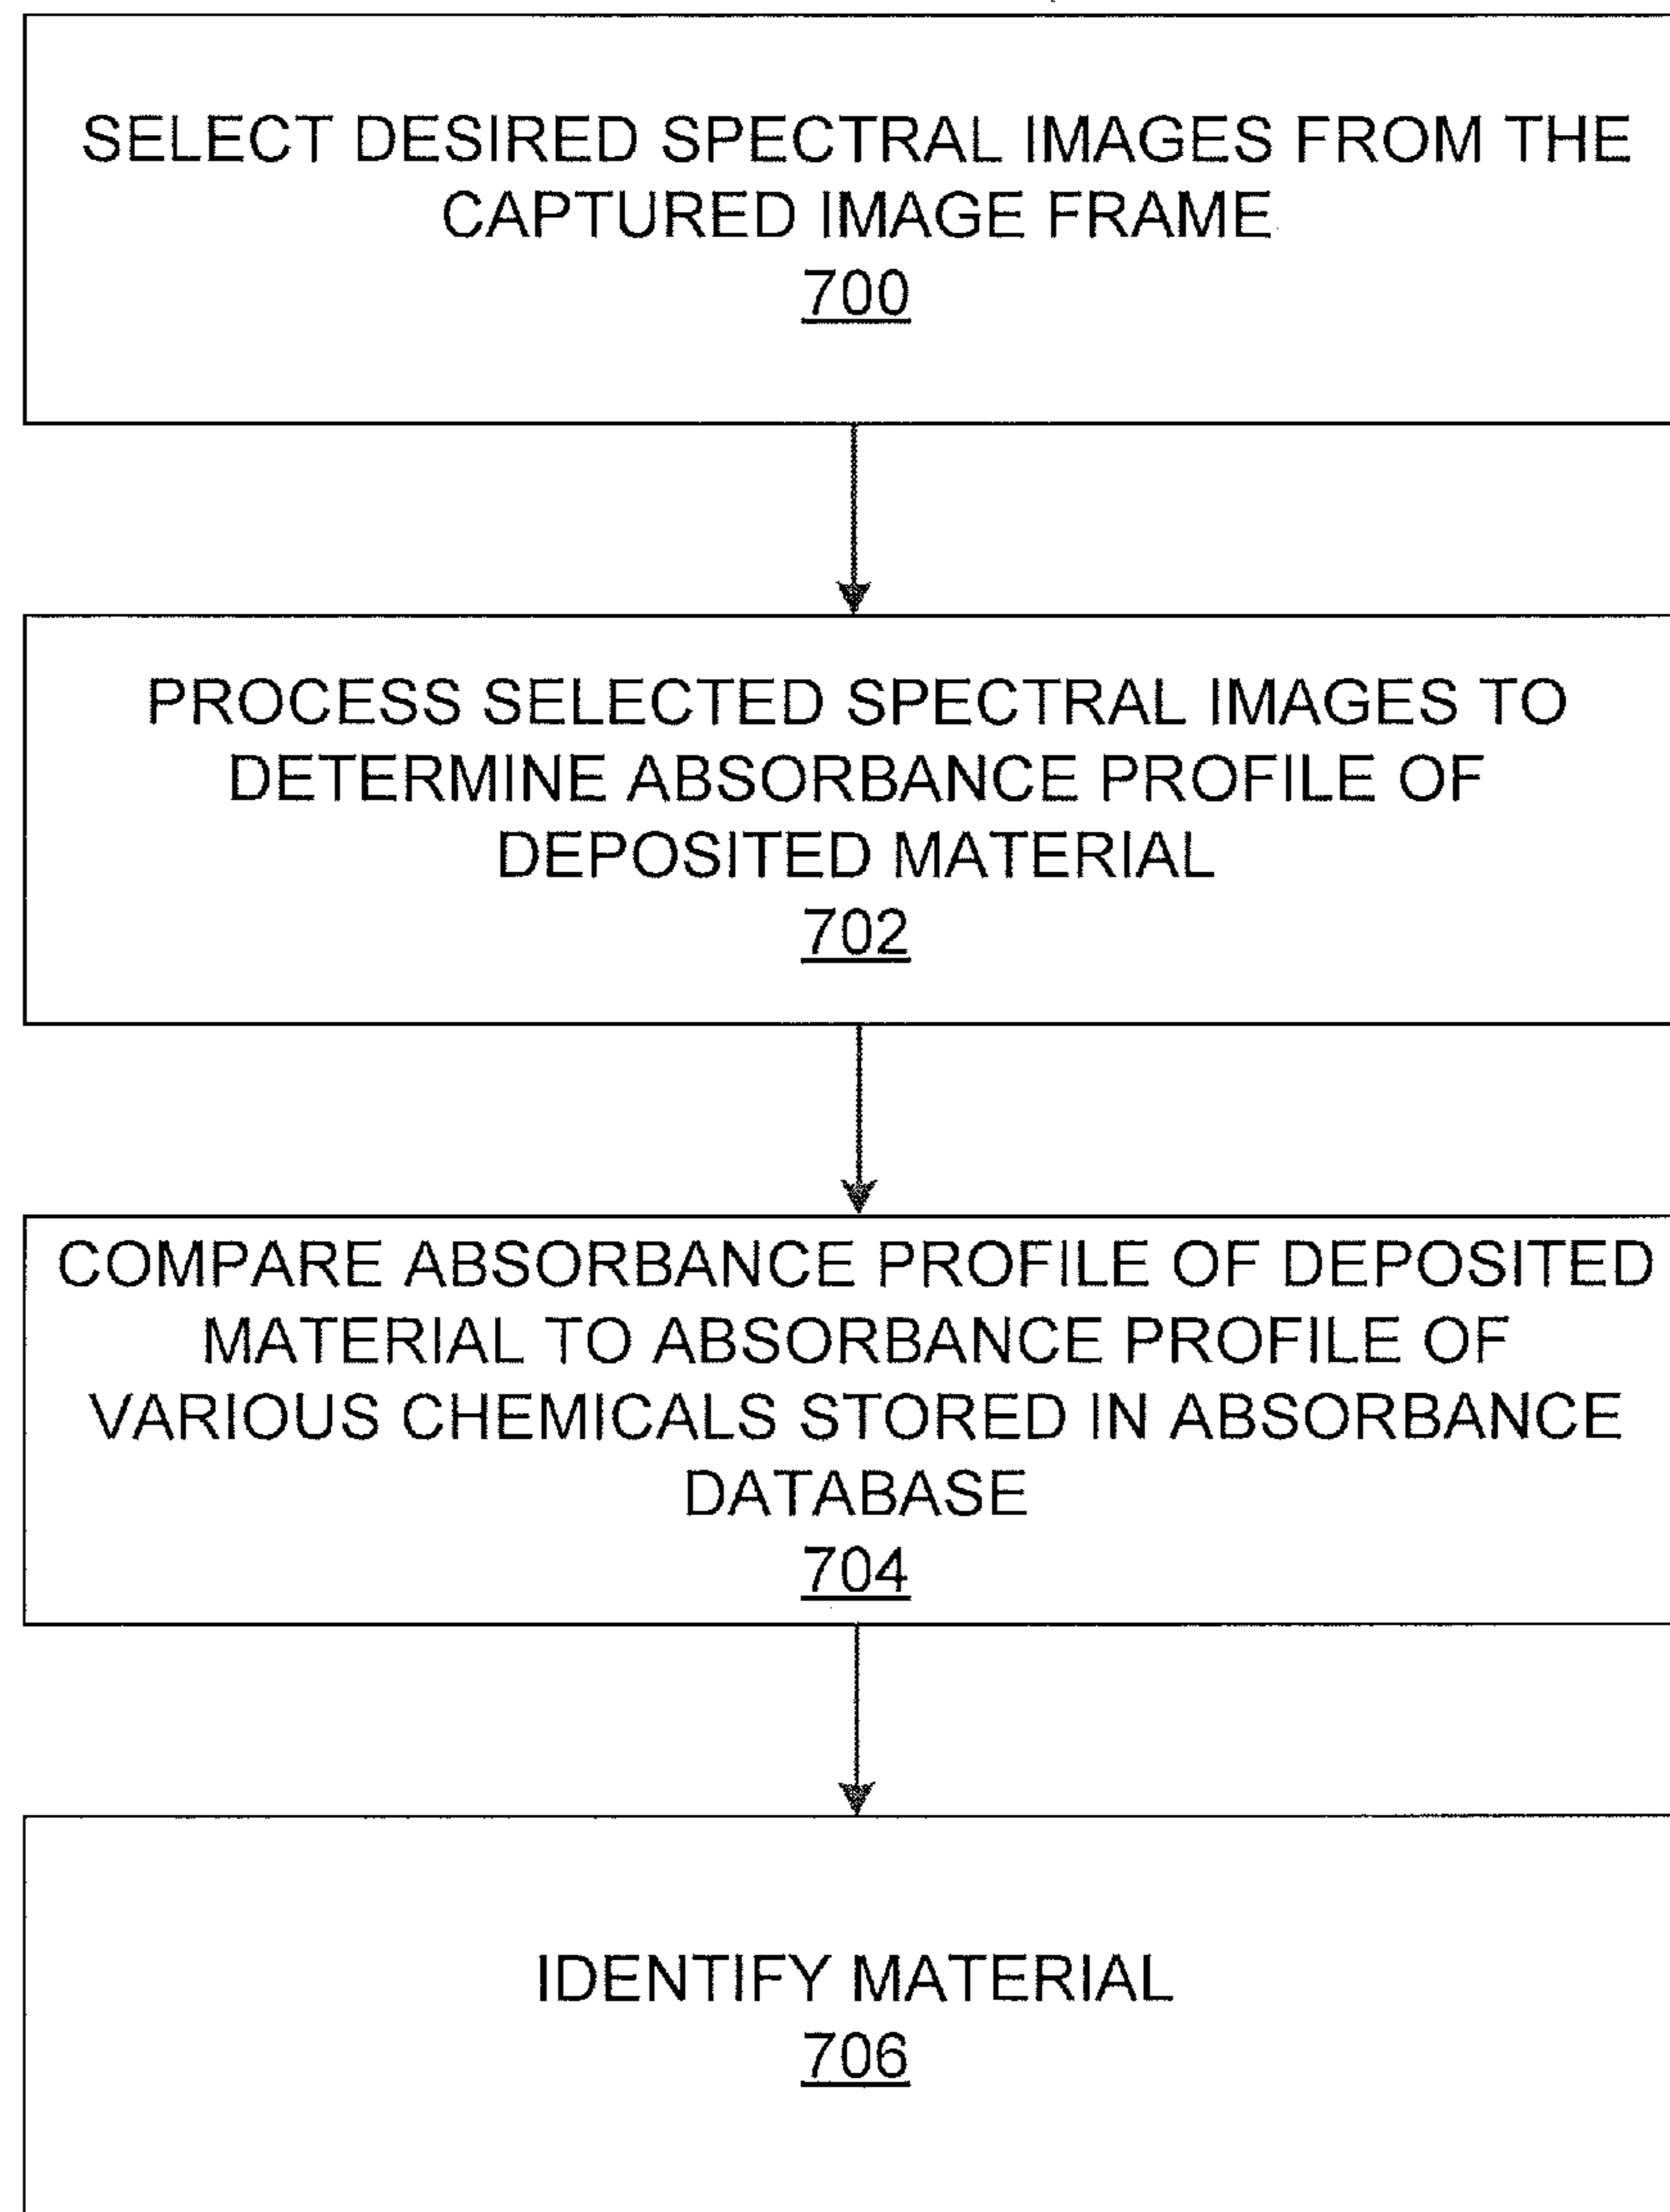 SELECT DESIRED SPECTRAL IMAGES FROM THE
CAPTURED IMAGE FRAME
700
PROCESS SELECTED SPECTRAL IMAGES TO
DETERMINE ABSORBANCE PROFILE OF
DEPOSITED MATERIAL
702
COMPARE ABSORBANCE PROFILE OF DEPOSITED
MATERIAL TO ABSORBANCE PROFILE OF
VARIOUS CHEMICALS STORED IN ABSORBANCE
DATABASE
704
IDENTIFY MATERIAL
706